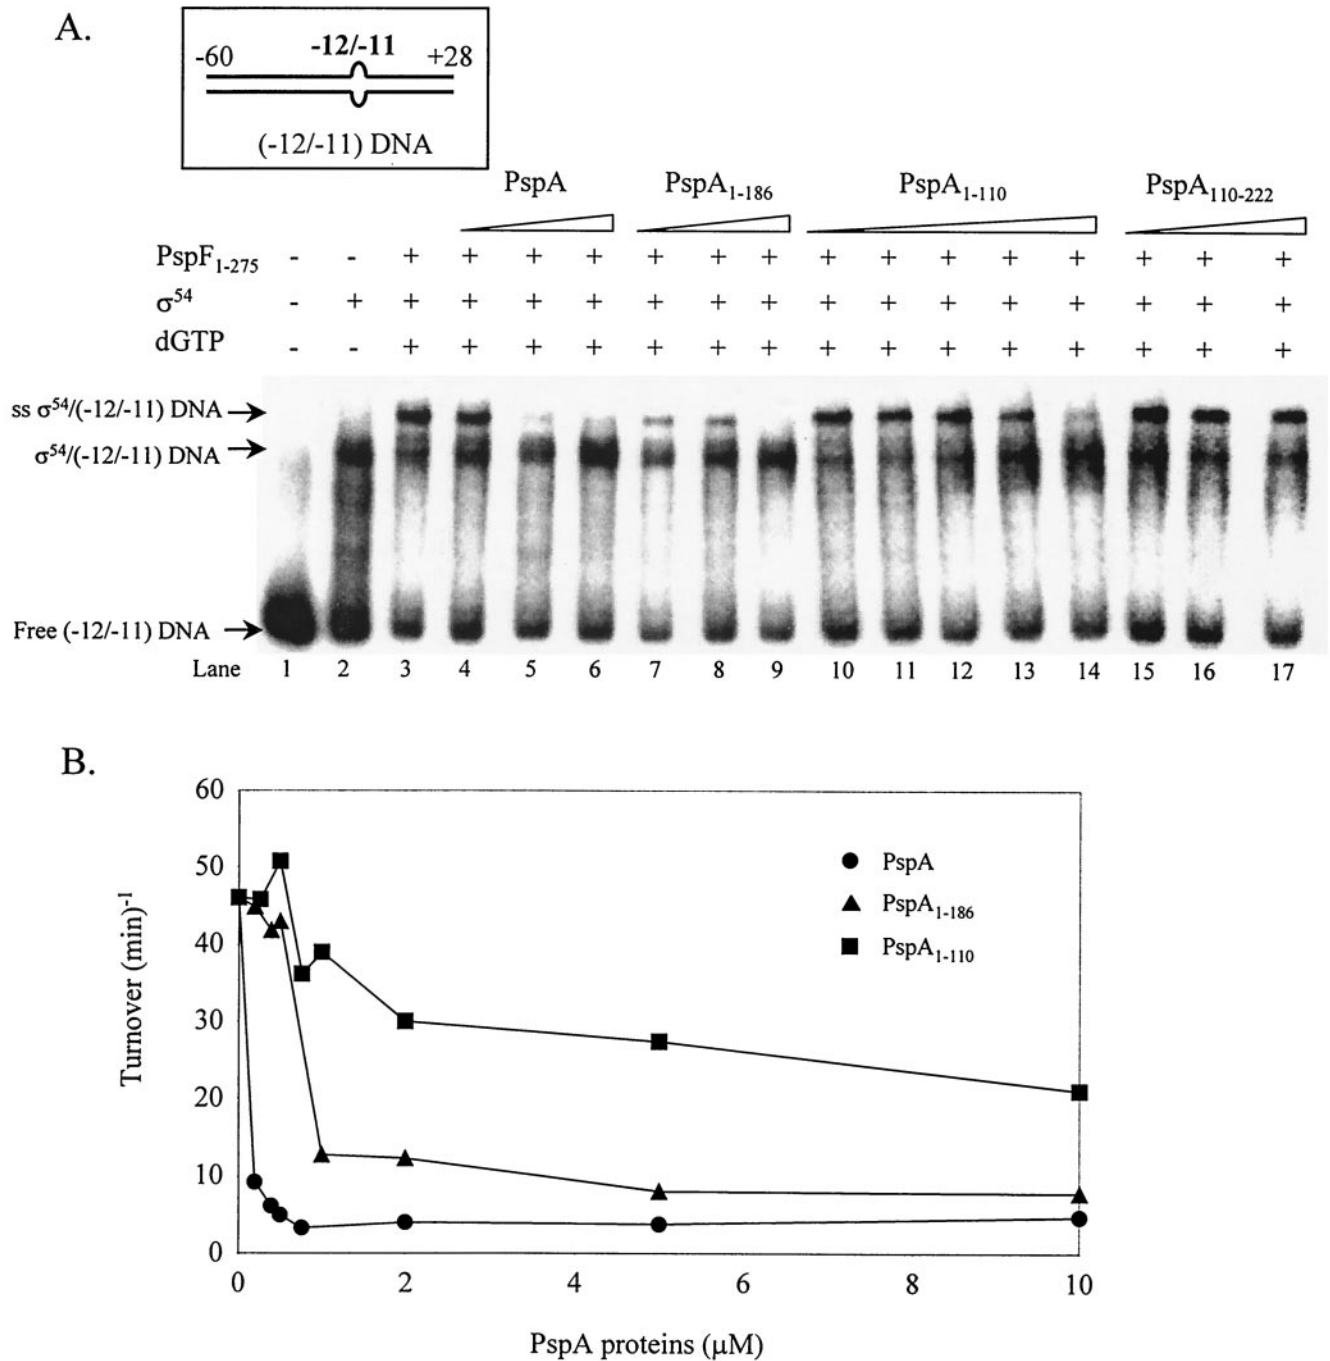 A.
-60 -12/-11 +28
(-12/-11) DNA
PspA PspA1-186 PspA1-110 PspA110-222
PspF1-275 - - + + + + + + + + + + + + + + +
σ54 - + + + + + + + + + + + + + + + +
dGTP - - + + + + + + + + + + + + + + +
ss σ54/(-12/-11) DNA
σ54/(-12/-11) DNA
Free (-12/-11) DNA
Lane 1 2 3 4 5 6 7 8 9 10 11 12 13 14 15 16 17
B.
60
50
40
30
20
10
0
Turnover (min)-1
PspA
PspA1-186
PspA1-110
0 2 4 6 8 10
PspA proteins (μM)